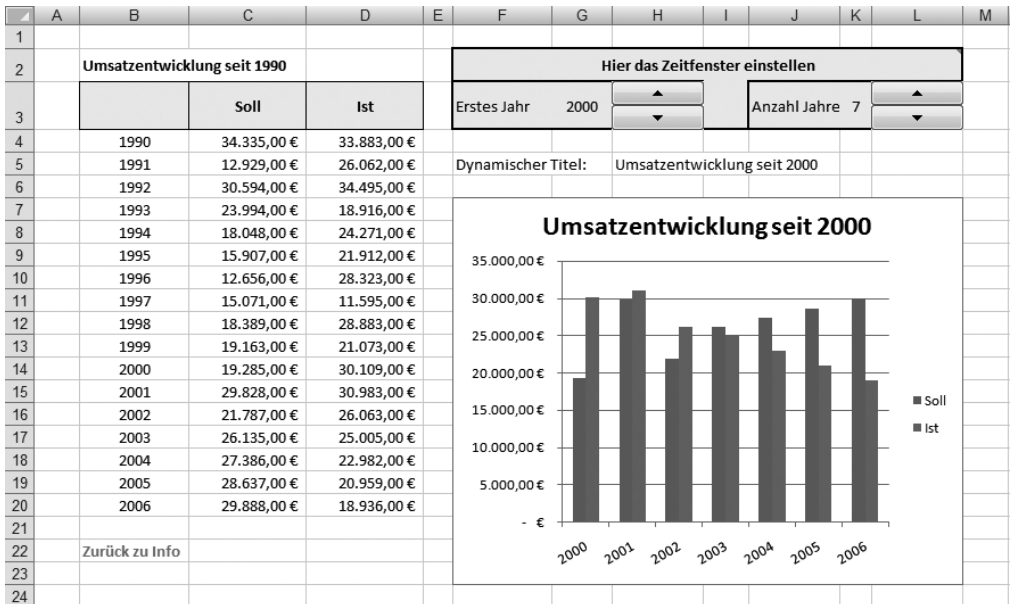 A B C D E F G H I J K L M
1
2 Umsatzentwicklung seit 1990 Hier das Zeitfenster einstellen
3 Soll Ist Erstes Jahr 2000 Anzahl Jahre 7
4 1990 34.335,00 € 33.883,00 €
5 1991 12.929,00 € 26.062,00 € Dynamischer Titel: Umsatzentwicklung seit 2000
6 1992 30.594,00 € 34.495,00 €
7 1993 23.994,00 € 18.916,00 €
8 1994 18.048,00 € 24.271,00 €
9 1995 15.907,00 € 21.912,00 €
10 1996 12.656,00 € 28.323,00 €
11 1997 15.071,00 € 11.595,00 €
12 1998 18.389,00 € 28.883,00 €
13 1999 19.163,00 € 21.073,00 €
14 2000 19.285,00 € 30.109,00 €
15 2001 29.828,00 € 30.983,00 €
16 2002 21.787,00 € 26.063,00 €
17 2003 26.135,00 € 25.005,00 €
18 2004 27.386,00 € 22.982,00 €
19 2005 28.637,00 € 20.959,00 €
20 2006 29.888,00 € 18.936,00 €
21
22 Zurück zu Info
23
24
Umsatzentwicklung seit 2000
35.000,00 €
30.000,00 €
25.000,00 €
20.000,00 €
15.000,00 €
10.000,00 €
5.000,00 €
- €
2000 2001 2002 2003 2004 2005 2006
Soll
Ist